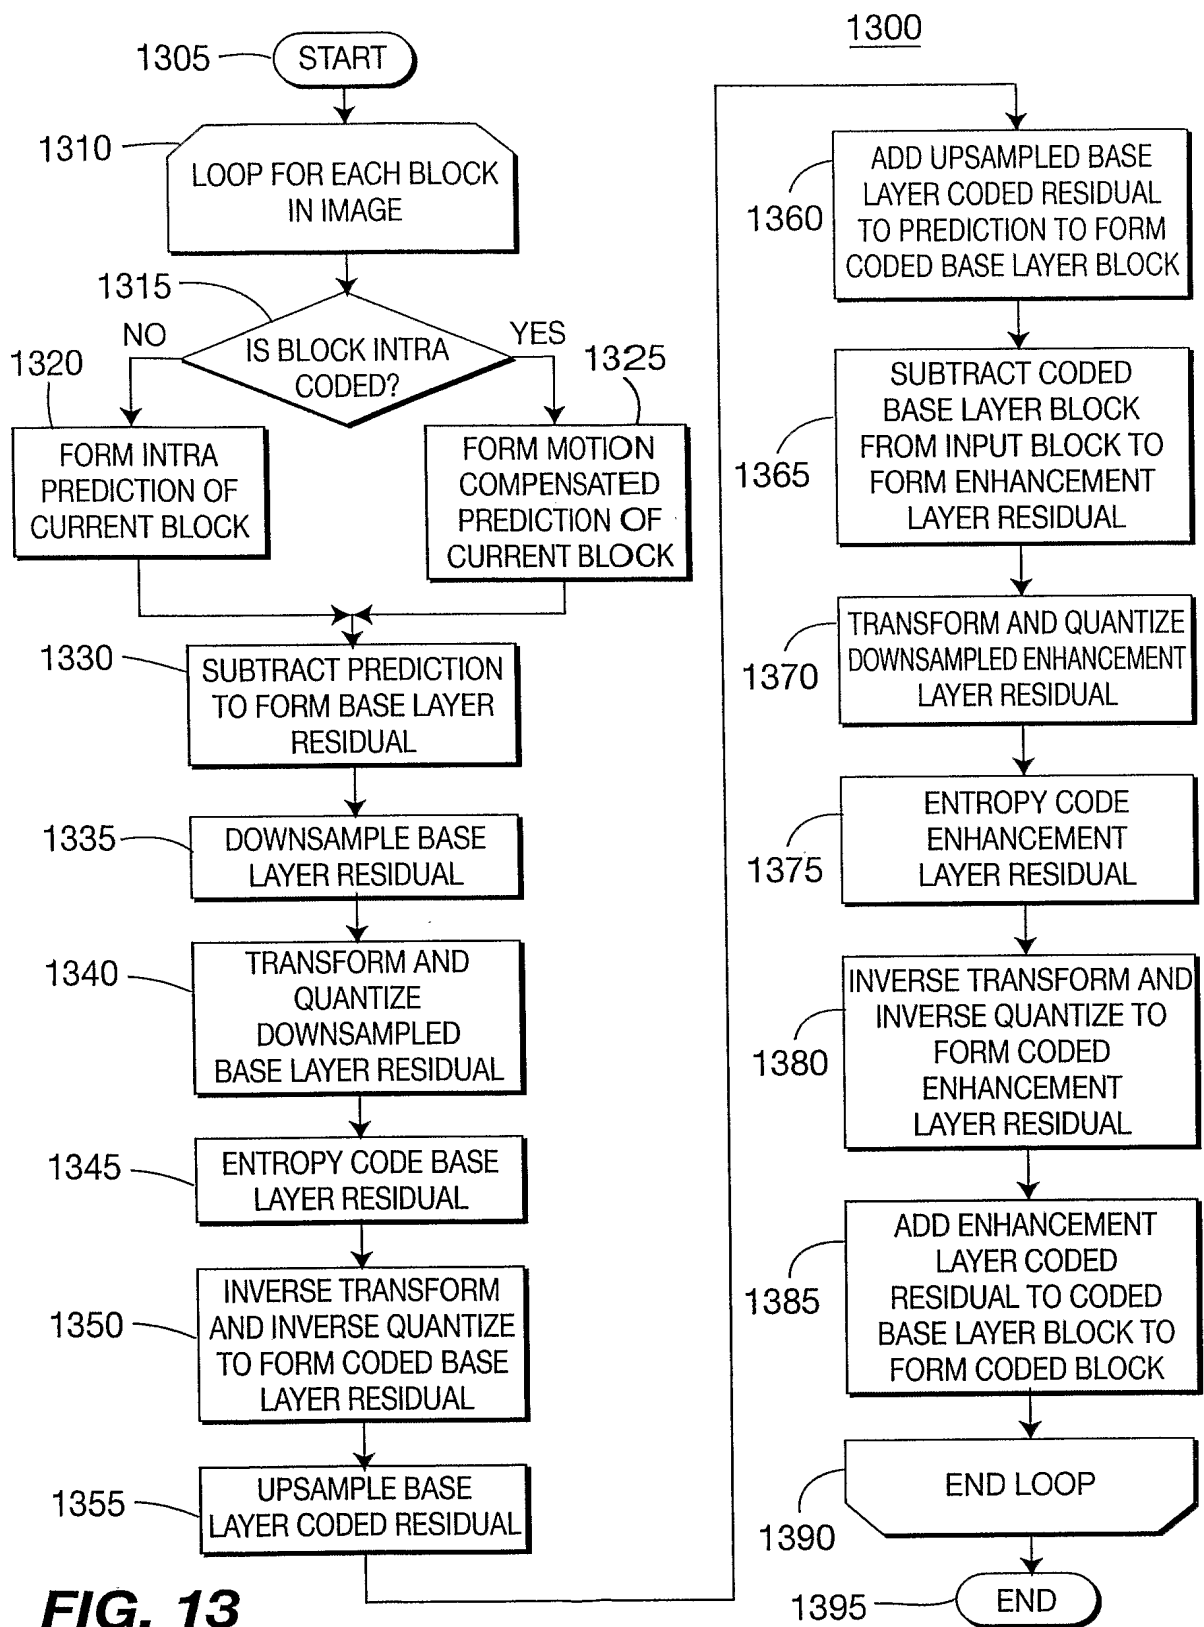 1300
1305
START
1310
LOOP FOR EACH BLOCK
IN IMAGE
1315
NO
YES
IS BLOCK INTRA
CODED?
1320
FORM INTRA
PREDICTION OF
CURRENT BLOCK
1325
FORM MOTION
COMPENSATED
PREDICTION OF
CURRENT BLOCK
1330
SUBTRACT PREDICTION
TO FORM BASE LAYER
RESIDUAL
1335
DOWNSAMPLE BASE
LAYER RESIDUAL
1340
TRANSFORM AND
QUANTIZE
DOWNSAMPLED
BASE LAYER RESIDUAL
1345
ENTROPY CODE BASE
LAYER RESIDUAL
1350
INVERSE TRANSFORM
AND INVERSE QUANTIZE
TO FORM CODED BASE
LAYER RESIDUAL
1355
UPSAMPLE BASE
LAYER CODED RESIDUAL
1360
ADD UPSAMPLED BASE
LAYER CODED RESIDUAL
TO PREDICTION TO FORM
CODED BASE LAYER BLOCK
1365
SUBTRACT CODED
BASE LAYER BLOCK
FROM INPUT BLOCK TO
FORM ENHANCEMENT
LAYER RESIDUAL
1370
TRANSFORM AND QUANTIZE
DOWNSAMPLED ENHANCEMENT
LAYER RESIDUAL
1375
ENTROPY CODE
ENHANCEMENT
LAYER RESIDUAL
1380
INVERSE TRANSFORM AND
INVERSE QUANTIZE TO
FORM CODED
ENHANCEMENT
LAYER RESIDUAL
1385
ADD ENHANCEMENT
LAYER CODED
RESIDUAL TO CODED
BASE LAYER BLOCK TO
FORM CODED BLOCK
1390
END LOOP
1395
END
FIG. 13